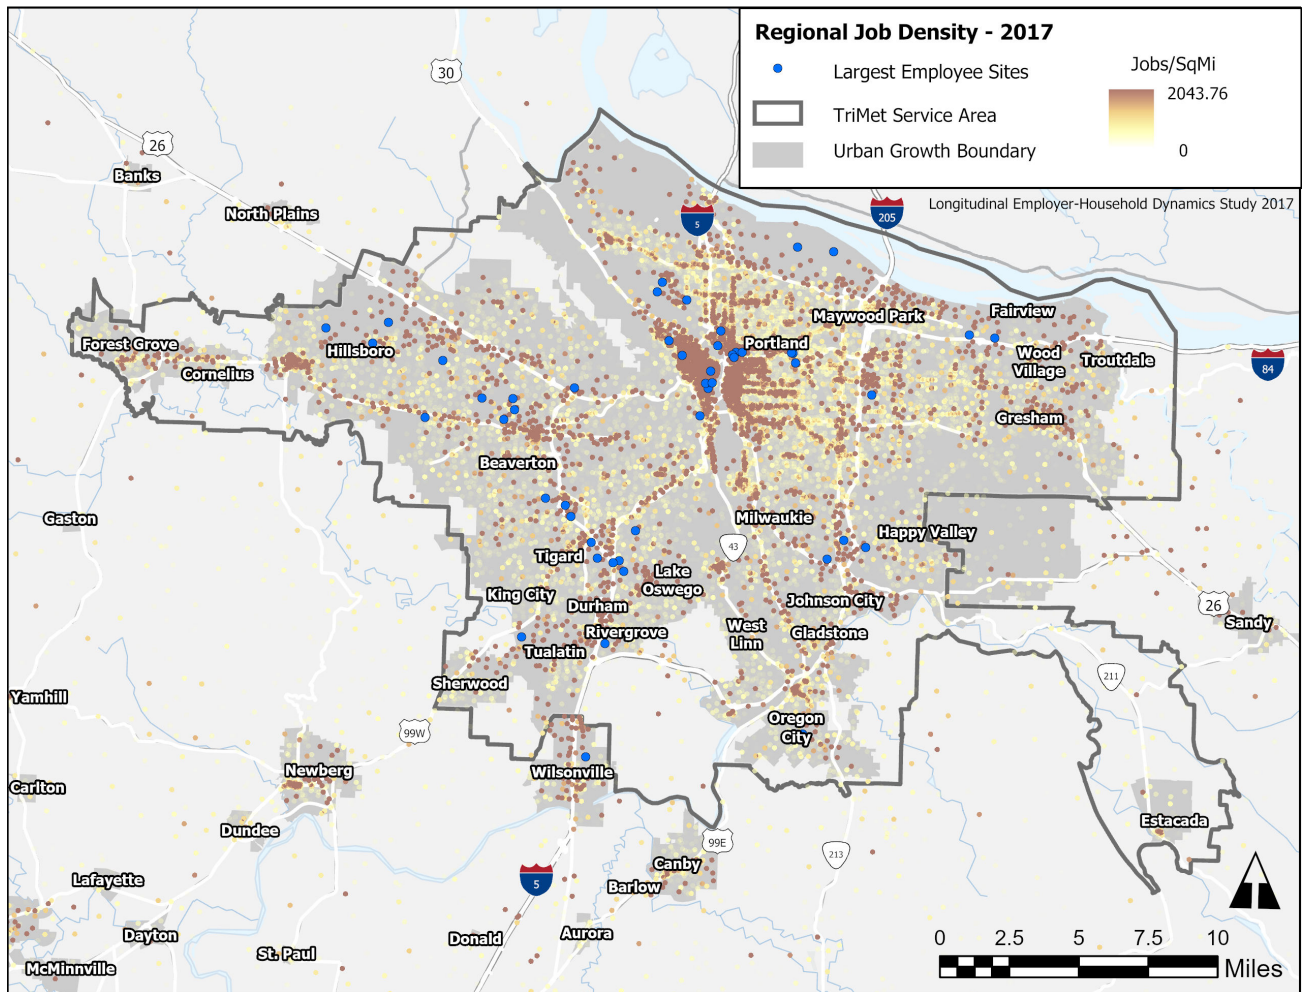 Regional Job Density - 2017
Largest Employee Sites
TriMet Service Area
Urban Growth Boundary
Jobs/SqMi
2043.76
0
Longitudinal Employer-Household Dynamics Study 2017
30
26
Banks
North Plains
5
205
Maywood Park
Fairview
Forest Grove
Hillsboro
Portland
Wood
Village
Troutdale
84
Cornelius
Gresham
Beaverton
Gaston
Milwaukie
Happy Valley
43
Tigard
Lake
Oswego
King City
Durham
Johnson City
26
Sandy
West
Linn
Rivergrove
Gladstone
Tualatin
Sherwood
211
Yamhill
99W
Oregon
City
Newberg
Wilsonville
Carlton
Dundee
Estacada
99E
213
Canby
Barlow
Lafayette
5
Dayton
St. Paul
Donald
Aurora
McMinnville
0
2.5
5
7.5
10
Miles